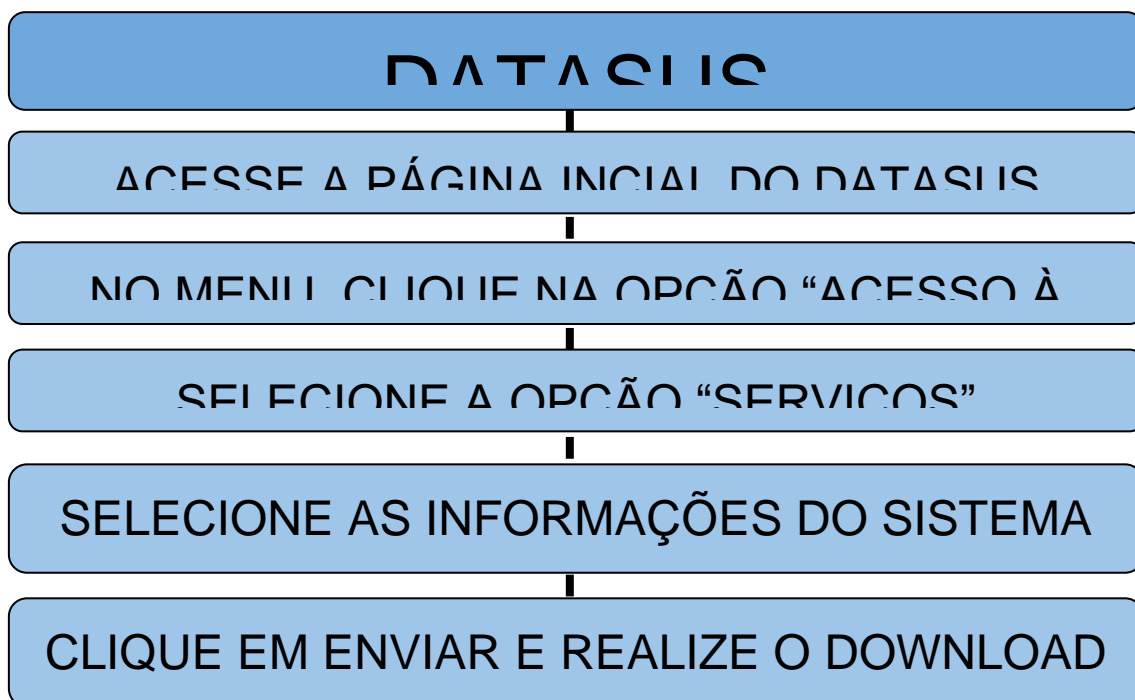 DATASUS
ACESSE A PÁGINA INCIAL DO DATASUS
NO MENU, CLIQUE NA OPÇÃO “ACESSO À
SELECIONE A OPÇÃO “SERVIÇOS”
SELECIONE AS INFORMAÇÕES DO SISTEMA
CLIQUE EM ENVIAR E REALIZE O DOWNLOAD